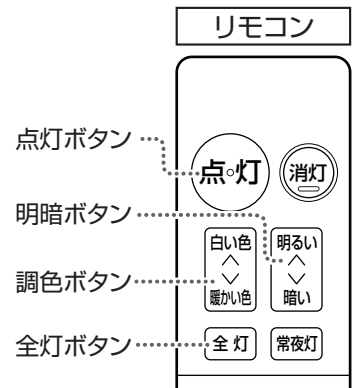 リモコン
点灯ボタン
点灯
消灯
明暗ボタン
白い色
明るい
調色ボタン
暖かい色
暗い
全灯ボタン
全灯
常夜灯